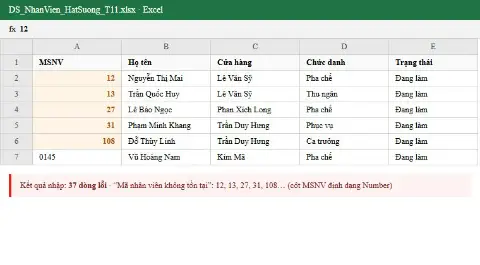 DS_NhanVien_HatSuong_T11.xlsx - Excel
fx 12
A B C D E
1 MSNV Họ tên Cửa hàng Chức danh Trạng thái
2 12 Nguyễn Thị Mai Lê Văn Sỹ Pha chế Đang làm
3 13 Trần Quốc Huy Lê Văn Sỹ Thu ngân Đang làm
4 27 Lê Bảo Ngọc Phan Xích Long Pha chế Đang làm
5 31 Phạm Minh Khang Trần Duy Hưng Phục vụ Đang làm
6 108 Đỗ Thùy Linh Trần Duy Hưng Ca trưởng Đang làm
7 0145 Vũ Hoàng Nam Kim Mã Pha chế Đang làm
Kết quả nhập: 37 dòng lỗi - "Mã nhân viên không tồn tại": 12, 13, 27, 31, 108… (cột MSNV định dạng Number)